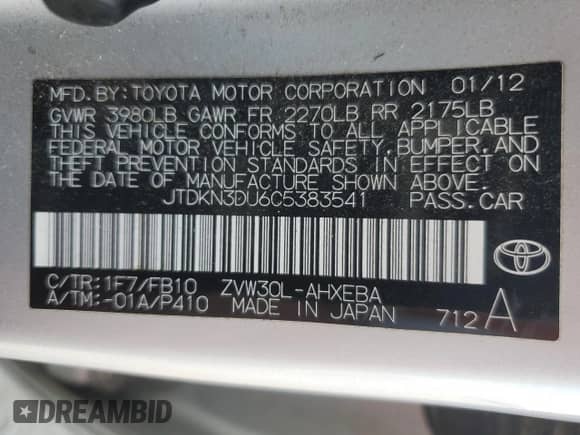 MFD.BY:TOYOTA MOTOR CORPORATION 01/12
GVWR 3980LB GAWR FR 2270LB RR 2175LB
THIS VEHICLE CONFORMS TO ALL APPLICABLE
FEDERAL MOTOR VEHICLE SAFETY,BUMPER,AND
THEFT PREVENTION STANDARDS IN EFFECT ON
THE DATE OF MANUFACTURE SHOWN ABOVE.
JTDKN3DU6C5383541 PASS.CAR
C/TR:1F7/FB10 ZVW30L-AHXEBA
A/TM:-01A/P410 MADE IN JAPAN 712A
TOYOTA
DREAMBID